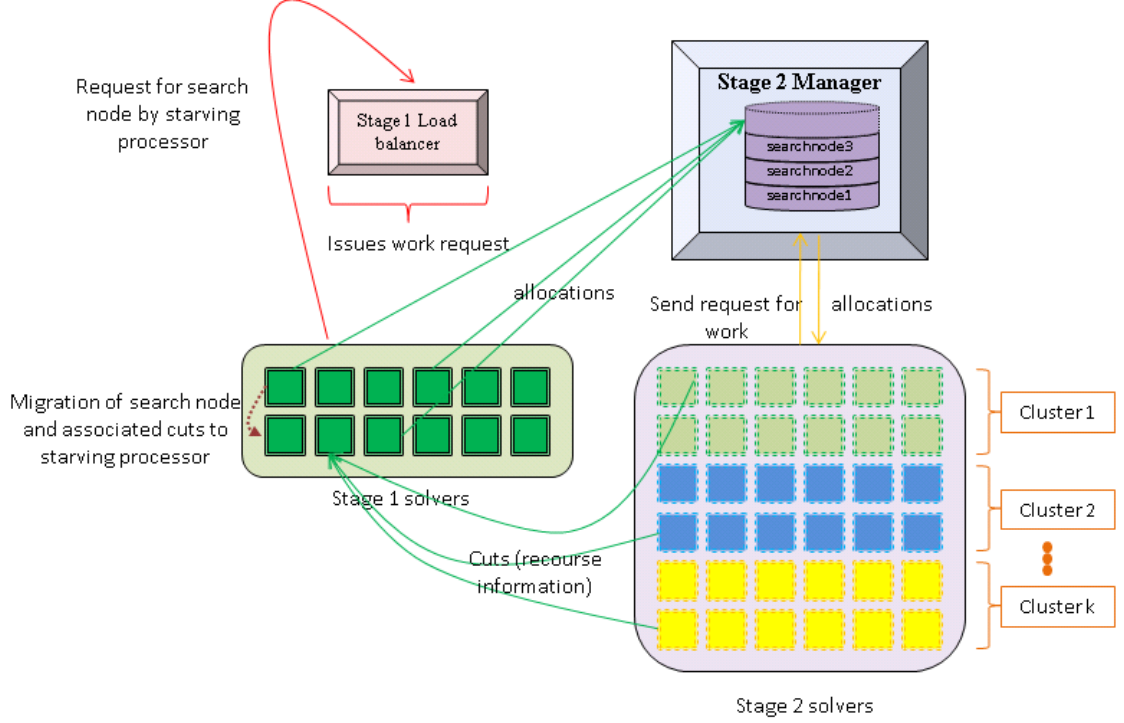 Request for search
node by starving
processor
Stage1 Load
balancer
Issues work request
Stage 2 Manager
searchnode3
searchnode2
searchnode1
allocations
Send request for
work
allocations
Migration of search node
and associated cuts to
starving processor
Stage 1 solvers
Cuts (recourse
information)
Cluster 1
Cluster 2
Cluster k
Stage 2 solvers